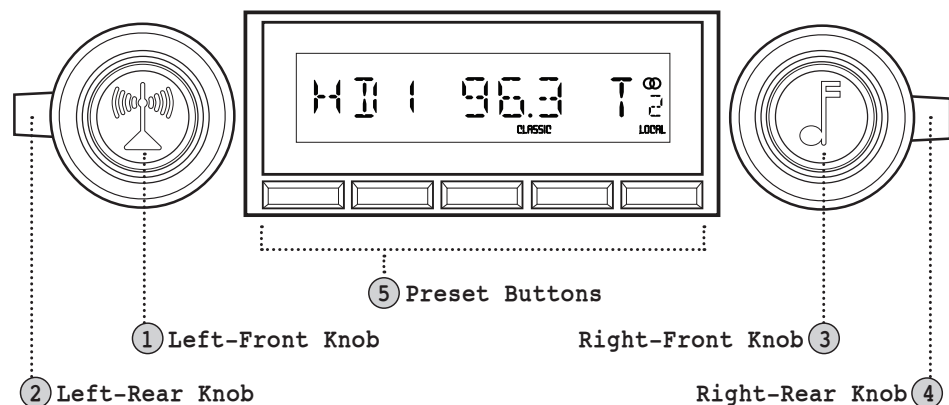 HD1 96.3 T 2
CLASSIC LOCAL
5 Preset Buttons
1 Left-Front Knob
Right-Front Knob 3
2 Left-Rear Knob
Right-Rear Knob 4